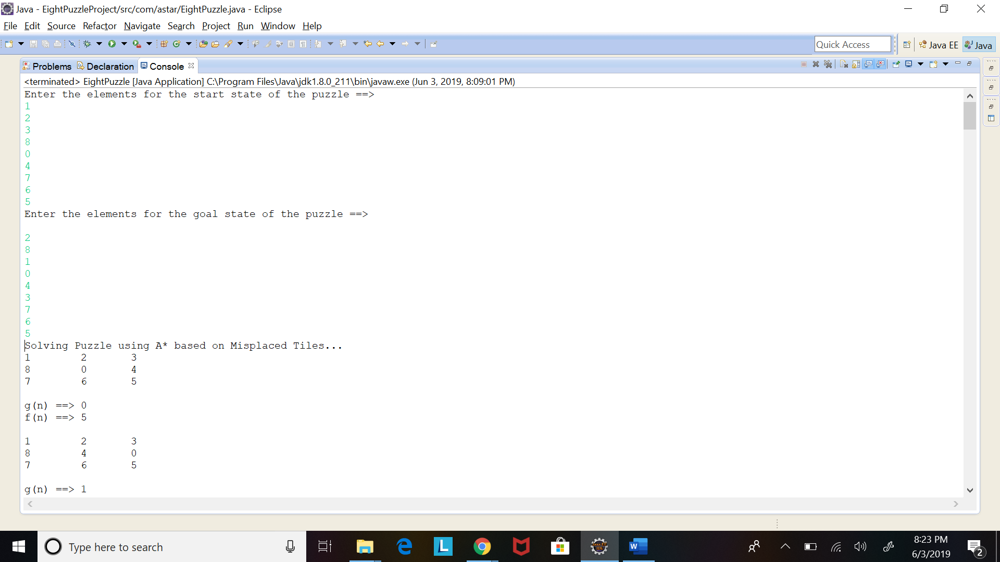 Java - EightPuzzleProject/src/com/astar/EightPuzzle.java - Eclipse
File Edit Source Refactor Navigate Search Project Run Window Help
Quick Access Java EE Java
Problems Declaration Console
<terminated> EightPuzzle [Java Application] C:\Program Files\Java\jdk1.8.0_211\bin\javaw.exe (Jun 3, 2019, 8:09:01 PM)
Enter the elements for the start state of the puzzle ==>
1
2
3
8
0
4
7
6
5
Enter the elements for the goal state of the puzzle ==>
2
8
1
0
4
3
7
6
5
Solving Puzzle using A* based on Misplaced Tiles...
1 2 3
8 0 4
7 6 5
g(n) ==> 0
f(n) ==> 5
1 2 3
8 4 0
7 6 5
g(n) ==> 1
Type here to search
L
Java EE
IDE
W
8:23 PM
6/3/2019
2